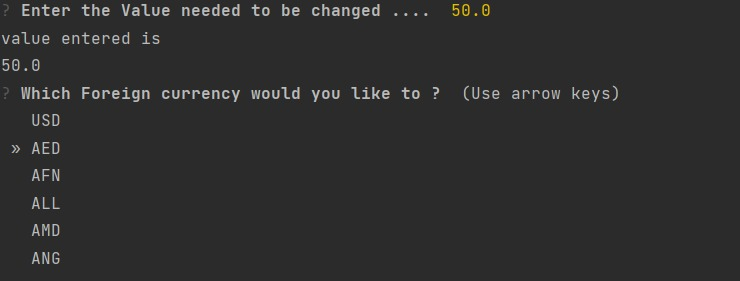 ? Enter the Value needed to be changed .... 50.0
value entered is
50.0
? Which Foreign currency would you like to ? (Use arrow keys)
USD
» AED
AFN
ALL
AMD
ANG